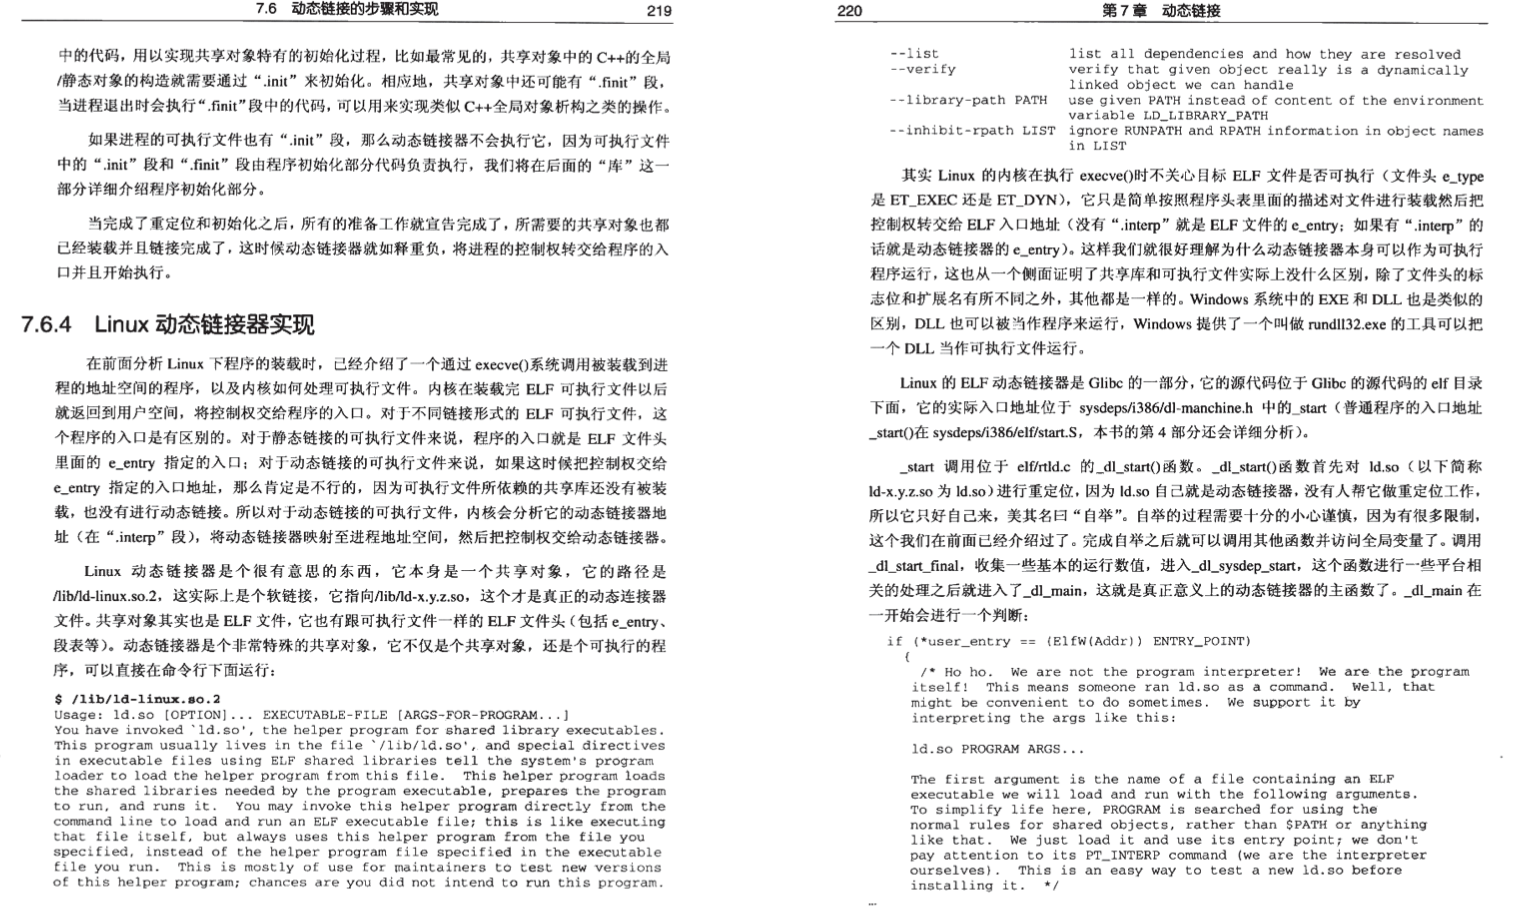 7.6 动态链接的步骤和实现 219
中的代码，用以实现共享对象特有的初始化过程，比如最常见的，共享对象中的 C++的全局
/静态对象的构造就需要通过“.init”来初始化。相应地，共享对象中还可能有“.finit”段，
当进程退出时会执行“.finit”段中的代码，可以用来实现类似 C++全局对象析构之类的操作。
如果进程的可执行文件也有“.init”段，那么动态链接器不会执行它，因为可执行文件
中的“.init”段和“.finit”段由程序初始化部分代码负责执行，我们将在后面的“库”这一
部分详细介绍程序初始化部分。
当完成了重定位和初始化之后，所有的准备工作就宣告完成了，所需要的共享对象也都
已经装载并且链接完成了，这时候动态链接器就如释重负，将进程的控制权转交给程序的入
口并且开始执行。
7.6.4 Linux 动态链接器实现
在前面分析 Linux 下程序的装载时，已经介绍了一个通过 execve()系统调用被装载到进
程的地址空间的程序，以及内核如何处理可执行文件。内核在装载完 ELF 可执行文件以后
就返回到用户空间，将控制权交给程序的入口。对于不同链接形式的 ELF 可执行文件，这
个程序的入口是有区别的。对于静态链接的可执行文件来说，程序的入口就是 ELF 文件头
里面的 e_entry 指定的入口；对于动态链接的可执行文件来说，如果这时候把控制权交给
e_entry 指定的入口地址，那么肯定是不行的，因为可执行文件所依赖的共享库还没有被装
载，也没有进行动态链接。所以对于动态链接的可执行文件，内核会分析它的动态链接器地
址（在“.interp”段），将动态链接器映射至进程地址空间，然后把控制权交给动态链接器。
Linux 动态链接器是个很有意思的东西，它本身是一个共享对象，它的路径是
/lib/ld-linux.so.2，这实际上是个软链接，它指向/lib/ld-x.y.z.so，这个才是真正的动态连接器
文件。共享对象其实也是 ELF 文件，它也有跟可执行文件一样的 ELF 文件头（包括 e_entry、
段表等）。动态链接器是个非常特殊的共享对象，它不仅是个共享对象，还是个可执行的程
序，可以直接在命令行下面运行：
$ /lib/ld-linux.so.2
Usage: ld.so [OPTION]... EXECUTABLE-FILE [ARGS-FOR-PROGRAM...]
You have invoked `ld.so', the helper program for shared library executables.
This program usually lives in the file `/lib/ld.so', and special directives
in executable files using ELF shared libraries tell the system's program
loader to load the helper program from this file.  This helper program loads
the shared libraries needed by the program executable, prepares the program
to run, and runs it.  You may invoke this helper program directly from the
command line to load and run an ELF executable file; this is like executing
that file itself, but always uses this helper program from the file you
specified, instead of the helper program file specified in the executable
file you run.  This is mostly of use for maintainers to test new versions
of this helper program; chances are you did not intend to run this program.
220 第 7 章 动态链接
--list list all dependencies and how they are resolved
--verify verify that given object really is a dynamically
linked object we can handle
--library-path PATH use given PATH instead of content of the environment
variable LD_LIBRARY_PATH
--inhibit-rpath LIST ignore RUNPATH and RPATH information in object names
in LIST
其实 Linux 的内核在执行 execve()时不关心目标 ELF 文件是否可执行（文件头 e_type
是 ET_EXEC 还是 ET_DYN），它只是简单按照程序头表里面的描述对文件进行装载然后把
控制权转交给 ELF 入口地址（没有“.interp”就是 ELF 文件的 e_entry；如果有“.interp”的
话就是动态链接器的 e_entry）。这样我们就很好理解为什么动态链接器本身可以作为可执行
程序运行，这也从一个侧面证明了共享库和可执行文件实际上没什么区别，除了文件头的标
志位和扩展名有所不同之外，其他都是一样的。Windows 系统中的 EXE 和 DLL 也是类似的
区别，DLL 也可以被当作程序来运行，Windows 提供了一个叫做 rundll32.exe 的工具可以把
一个 DLL 当作可执行文件运行。
Linux 的 ELF 动态链接器是 Glibc 的一部分，它的源代码位于 Glibc 的源代码的 elf 目录
下面，它的实际入口地址位于 sysdeps/i386/dl-manchine.h 中的_start（普通程序的入口地址
_start()在 sysdeps/i386/elf/start.S，本书的第 4 部分还会详细分析）。
_start 调用位于 elf/rtld.c 的_dl_start()函数。_dl_start()函数首先对 ld.so（以下简称
ld-x.y.z.so 为 ld.so）进行重定位，因为 ld.so 自己就是动态链接器，没有人帮它做重定位工作，
所以它只好自己来，美其名曰“自举”。自举的过程需要十分的小心谨慎，因为有很多限制，
这个我们在前面已经介绍过了。完成自举之后就可以调用其他函数并访问全局变量了。调用
_dl_start_final，收集一些基本的运行数值，进入_dl_sysdep_start，这个函数进行一些平台相
关的处理之后就进入了_dl_main，这就是真正意义上的动态链接器的主函数了。_dl_main 在
一开始会进行一个判断：
if (*user_entry == (ElfW(Addr)) ENTRY_POINT)
{
/* Ho ho.  We are not the program interpreter!  We are the program
itself!  This means someone ran ld.so as a command.  Well, that
might be convenient to do sometimes.  We support it by
interpreting the args like this:
ld.so PROGRAM ARGS...
The first argument is the name of a file containing an ELF
executable we will load and run with the following arguments.
To simplify life here, PROGRAM is searched for using the
normal rules for shared objects, rather than $PATH or anything
like that.  We just load it and use its entry point; we don't
pay attention to its PT_INTERP command (we are the interpreter
ourselves).  This is an easy way to test a new ld.so before
installing it.  */
…